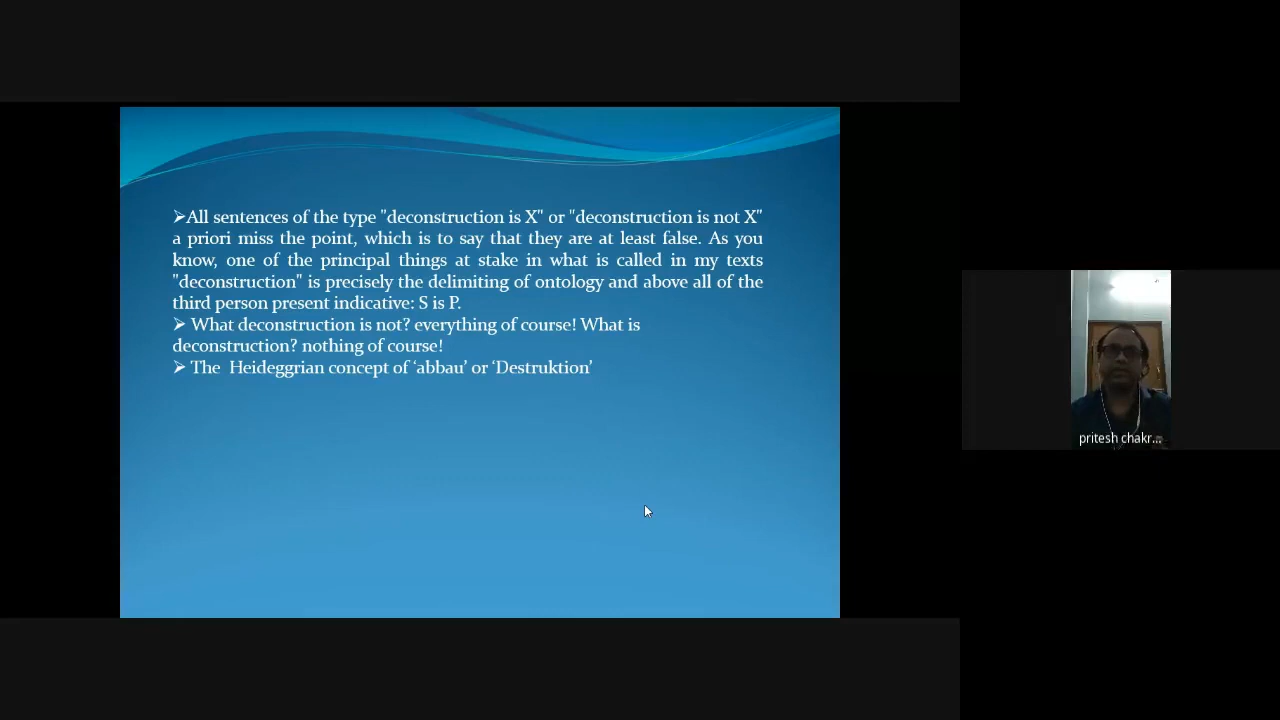 ➢All sentences of the type "deconstruction is X" or "deconstruction is not X"
a priori miss the point, which is to say that they are at least false. As you
know, one of the principal things at stake in what is called in my texts
"deconstruction" is precisely the delimiting of ontology and above all of the
third person present indicative: S is P.
➢ What deconstruction is not? everything of course! What is
deconstruction? nothing of course!
➢ The Heideggrian concept of ‘abbau’ or ‘Destruktion’
pritesh chakr...